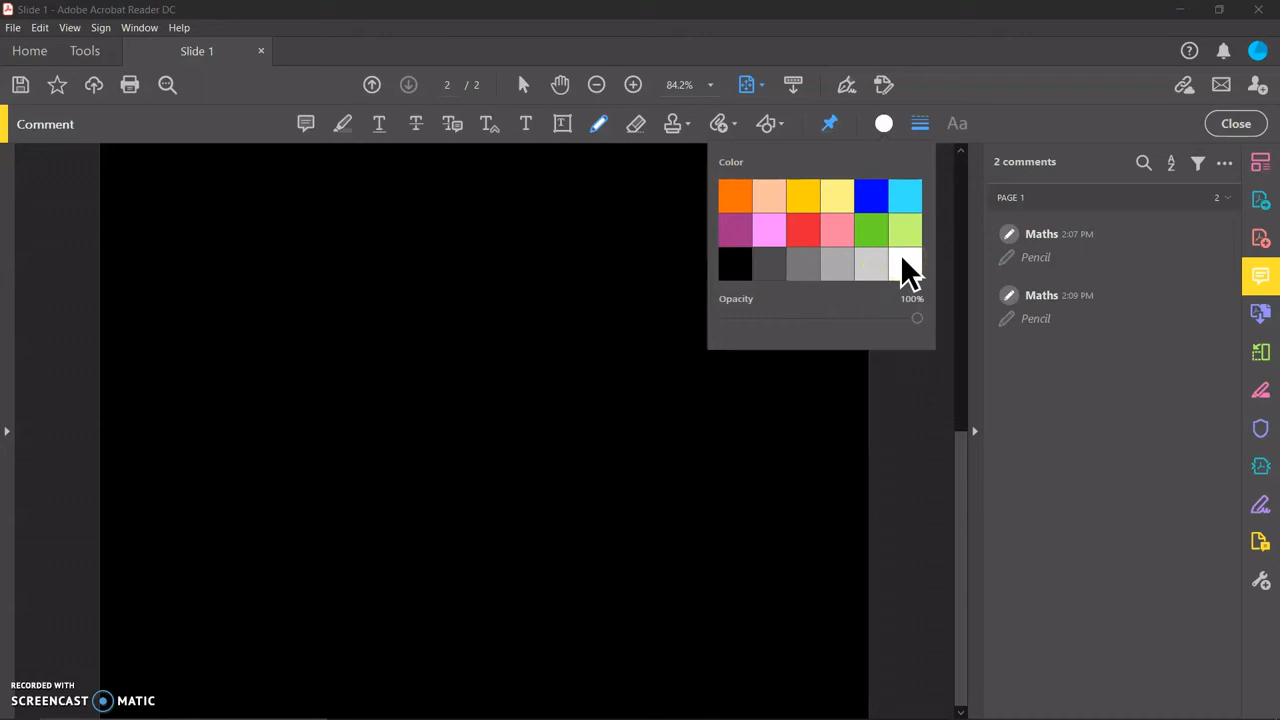 Slide 1 - Adobe Acrobat Reader DC
File Edit View Sign Window Help
Home Tools Slide 1
2 / 2 84.2%
Comment T T T T T T Aa Close
Color
2 comments A Z
PAGE 1 2
Maths 2:07 PM
Pencil
Maths 2:09 PM
Pencil
Opacity 100%
RECORDED WITH
SCREENCAST MATIC